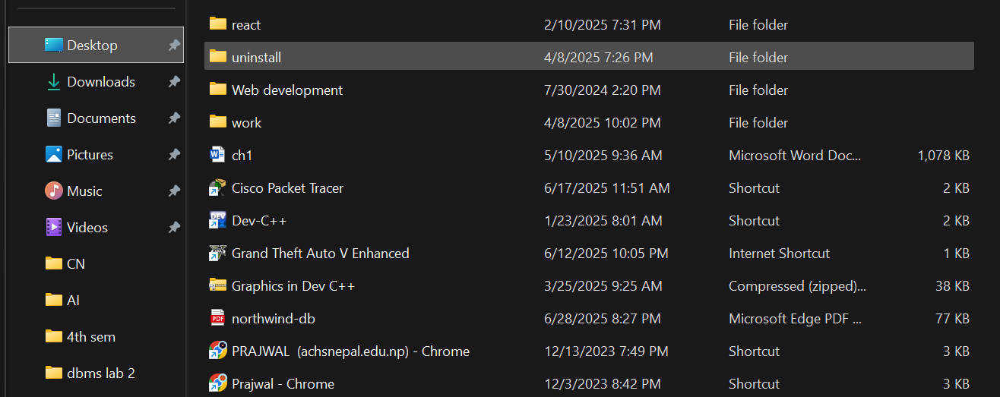 Desktop
Downloads
Documents
Pictures
Music
Videos
CN
AI
4th sem
dbms lab 2
react 2/10/2025 7:31 PM File folder
uninstall 4/8/2025 7:26 PM File folder
Web development 7/30/2024 2:20 PM File folder
work 4/8/2025 10:02 PM File folder
ch1 5/10/2025 9:36 AM Microsoft Word Doc... 1,078 KB
Cisco Packet Tracer 6/17/2025 11:51 AM Shortcut 2 KB
Dev-C++ 1/23/2025 8:01 AM Shortcut 2 KB
Grand Theft Auto V Enhanced 6/12/2025 10:05 PM Internet Shortcut 1 KB
Graphics in Dev C++ 3/25/2025 9:25 AM Compressed (zipped)... 38 KB
northwind-db 6/28/2025 8:27 PM Microsoft Edge PDF ... 77 KB
PRAJWAL (achsnepal.edu.np) - Chrome 12/13/2023 7:49 PM Shortcut 3 KB
Prajwal - Chrome 12/3/2023 8:42 PM Shortcut 3 KB